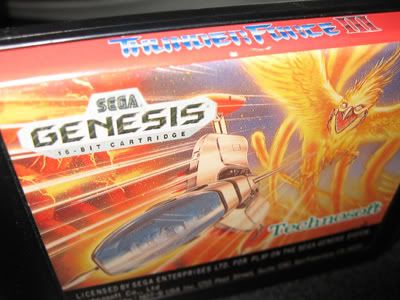 THUNDER FORCE III
SEGA
GENESIS
16-BIT CARTRIDGE
Technosoft
LICENSED BY SEGA ENTERPRISES LTD. FOR PLAY ON THE SEGA GENESIS